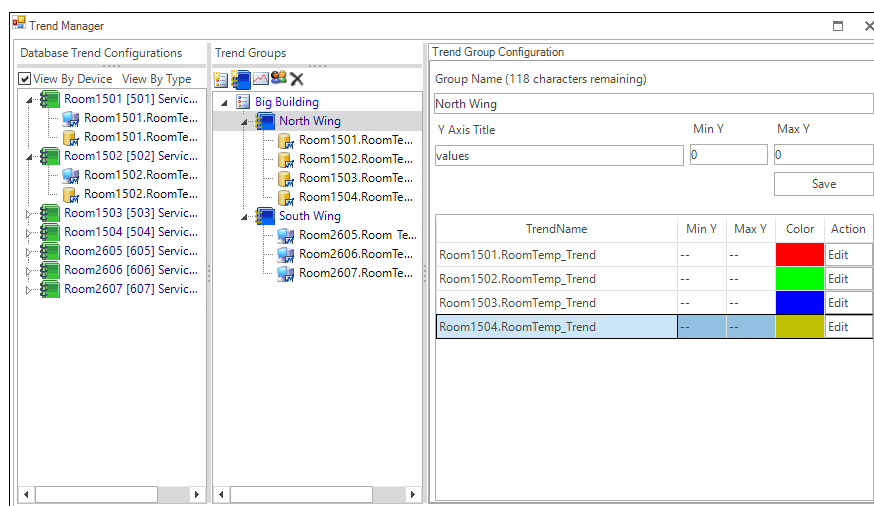 Trend Manager
Database Trend Configurations
View By Device View By Type
Room1501 [501] Servic...
Room1501.RoomTe...
Room1501.RoomTe...
Room1502 [502] Servic...
Room1502.RoomTe...
Room1502.RoomTe...
Room1503 [503] Servic...
Room1504 [504] Servic...
Room2605 [605] Servic...
Room2606 [606] Servic...
Room2607 [607] Servic...
Trend Groups
Big Building
North Wing
Room1501.RoomTe...
Room1502.RoomTe...
Room1503.RoomTe...
Room1504.RoomTe...
South Wing
Room2605.Room Te...
Room2606.RoomTe...
Room2607.RoomTe...
Trend Group Configuration
Group Name (118 characters remaining)
North Wing
Y Axis Title Min Y Max Y
values 0 0
Save
TrendName Min Y Max Y Color Action
Room1501.RoomTemp_Trend -- -- Edit
Room1502.RoomTemp_Trend -- -- Edit
Room1503.RoomTemp_Trend -- -- Edit
Room1504.RoomTemp_Trend -- -- Edit